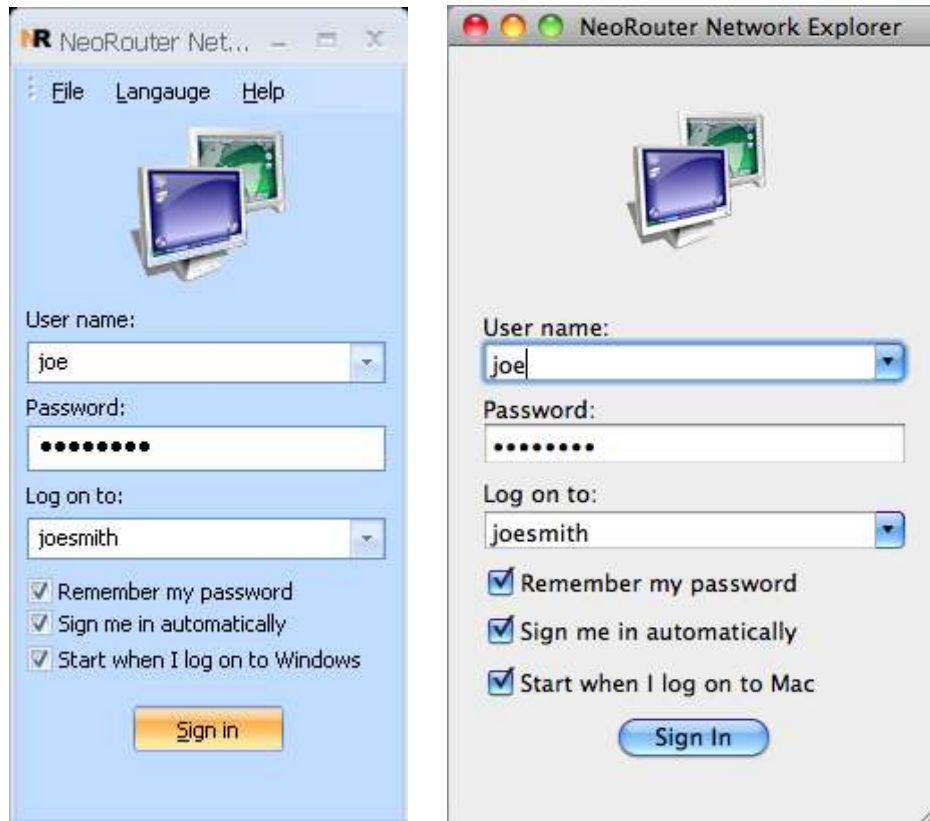 NR NeoRouter Net...
File Langauge Help
User name:
joe
Password:
••••••••
Log on to:
joesmith
Remember my password
Sign me in automatically
Start when I log on to Windows
Sign in
NeoRouter Network Explorer
User name:
joe
Password:
••••••••
Log on to:
joesmith
Remember my password
Sign me in automatically
Start when I log on to Mac
Sign In